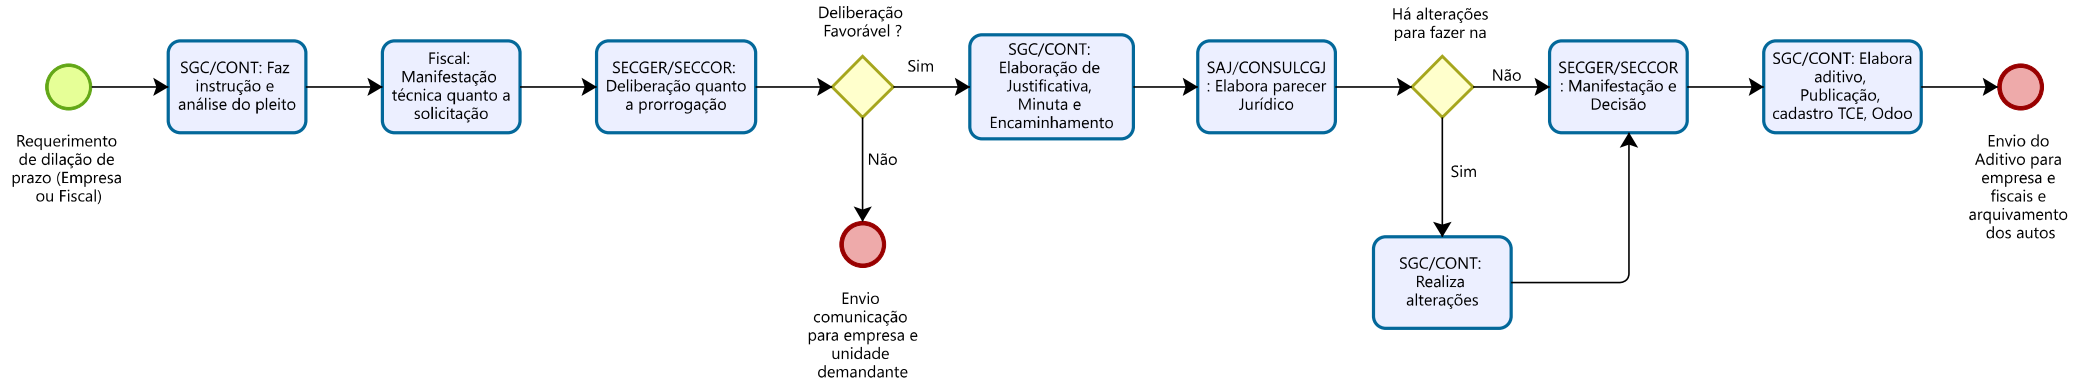 Requerimento
de dilação de
prazo (Empresa
ou Fiscal)
SGC/CONT: Faz
instrução e
análise do pleito
Fiscal:
Manifestação
técnica quanto a
solicitação
SECGER/SECCOR:
Deliberação quanto
a prorrogação
Deliberação
Favorável ?
Sim
Não
Envio
comunicação
para empresa e
unidade
demandante
SGC/CONT:
Elaboração de
Justificativa,
Minuta e
Encaminhamento
SAJ/CONSULCGJ
: Elabora parecer
Jurídico
Há alterações
para fazer na
Não
Sim
SGC/CONT:
Realiza
alterações
SECGER/SECCOR
: Manifestação e
Decisão
SGC/CONT: Elabora
aditivo,
Publicação,
cadastro TCE, Odoo
Envio do
Aditivo para
empresa e
fiscais e
arquivamento
dos autos